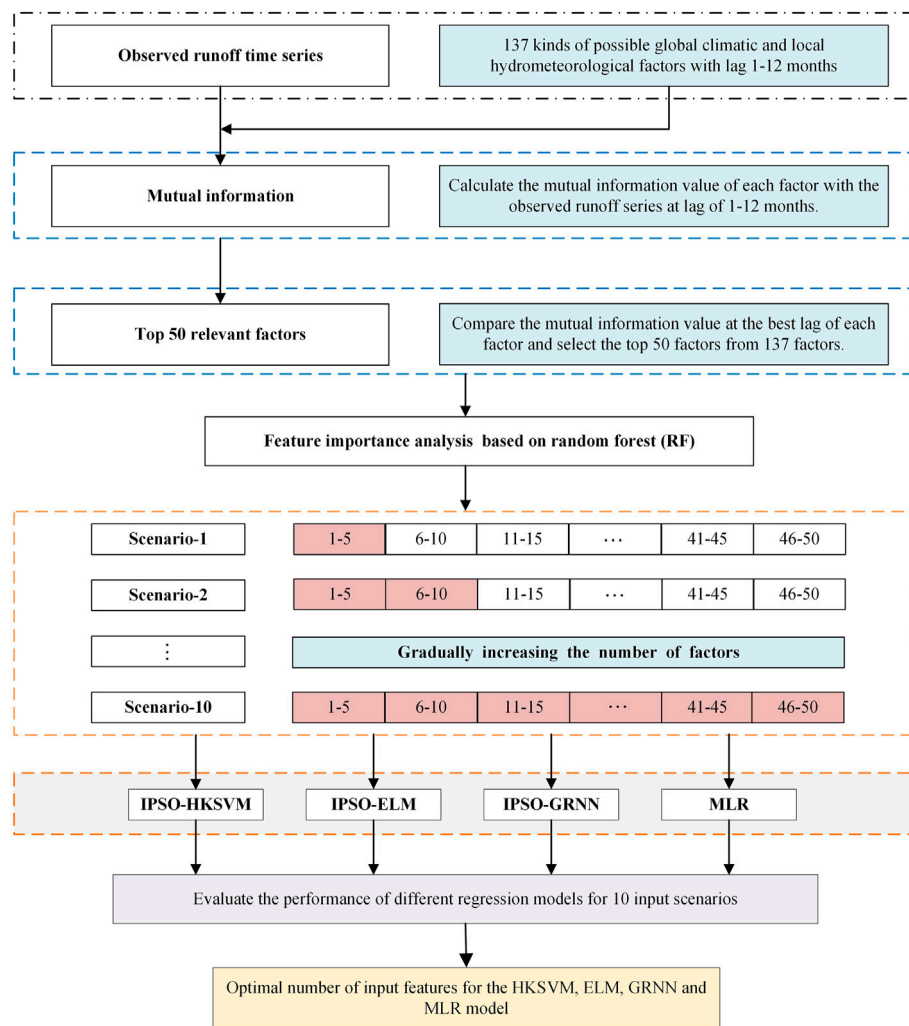 Observed runoff time series
137 kinds of possible global climatic and local
hydrometeorological factors with lag 1-12 months
Mutual information
Calculate the mutual information value of each factor with the
observed runoff series at lag of 1-12 months.
Top 50 relevant factors
Compare the mutual information value at the best lag of each
factor and select the top 50 factors from 137 factors.
Feature importance analysis based on random forest (RF)
Scenario-1
1-5
6-10
11-15
⋯
41-45
46-50
Scenario-2
1-5
6-10
11-15
⋯
41-45
46-50
⋮
Gradually increasing the number of factors
Scenario-10
1-5
6-10
11-15
⋯
41-45
46-50
IPSO-HKSVM
IPSO-ELM
IPSO-GRNN
MLR
Evaluate the performance of different regression models for 10 input scenarios
Optimal number of input features for the HKSVM, ELM, GRNN and
MLR model